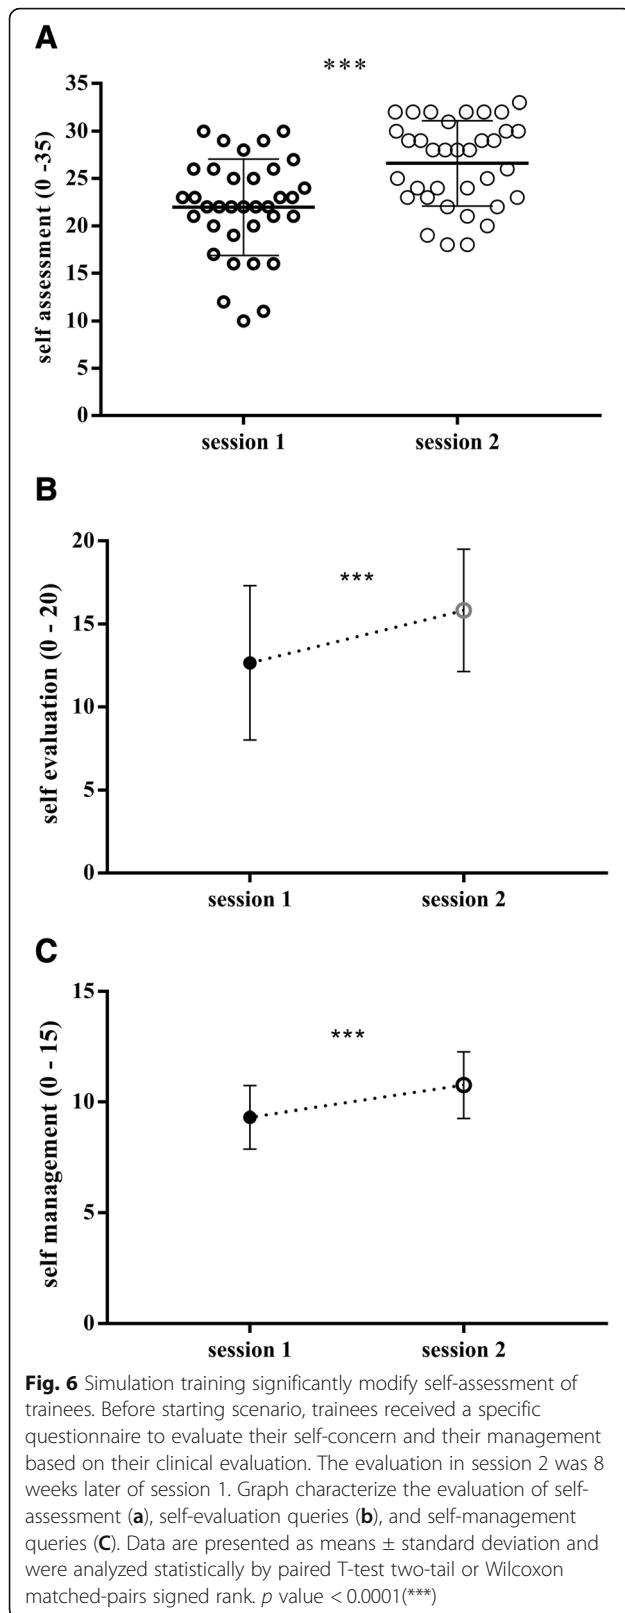 A
***
35
30
25
20
15
10
5
0
self assessment (0 -35)
session 1 session 2
B
20
15
10
5
0
self evaluation (0 - 20)
***
session 1 session 2
C
15
10
5
0
self management (0 - 15)
***
session 1 session 2
Fig. 6 Simulation training significantly modify self-assessment of
trainees. Before starting scenario, trainees received a specific
questionnaire to evaluate their self-concern and their management
based on their clinical evaluation. The evaluation in session 2 was 8
weeks later of session 1. Graph characterize the evaluation of self-
assessment (a), self-evaluation queries (b), and self-management
queries (C). Data are presented as means ± standard deviation and
were analyzed statistically by paired T-test two-tail or Wilcoxon
matched-pairs signed rank. p value < 0.0001(***)